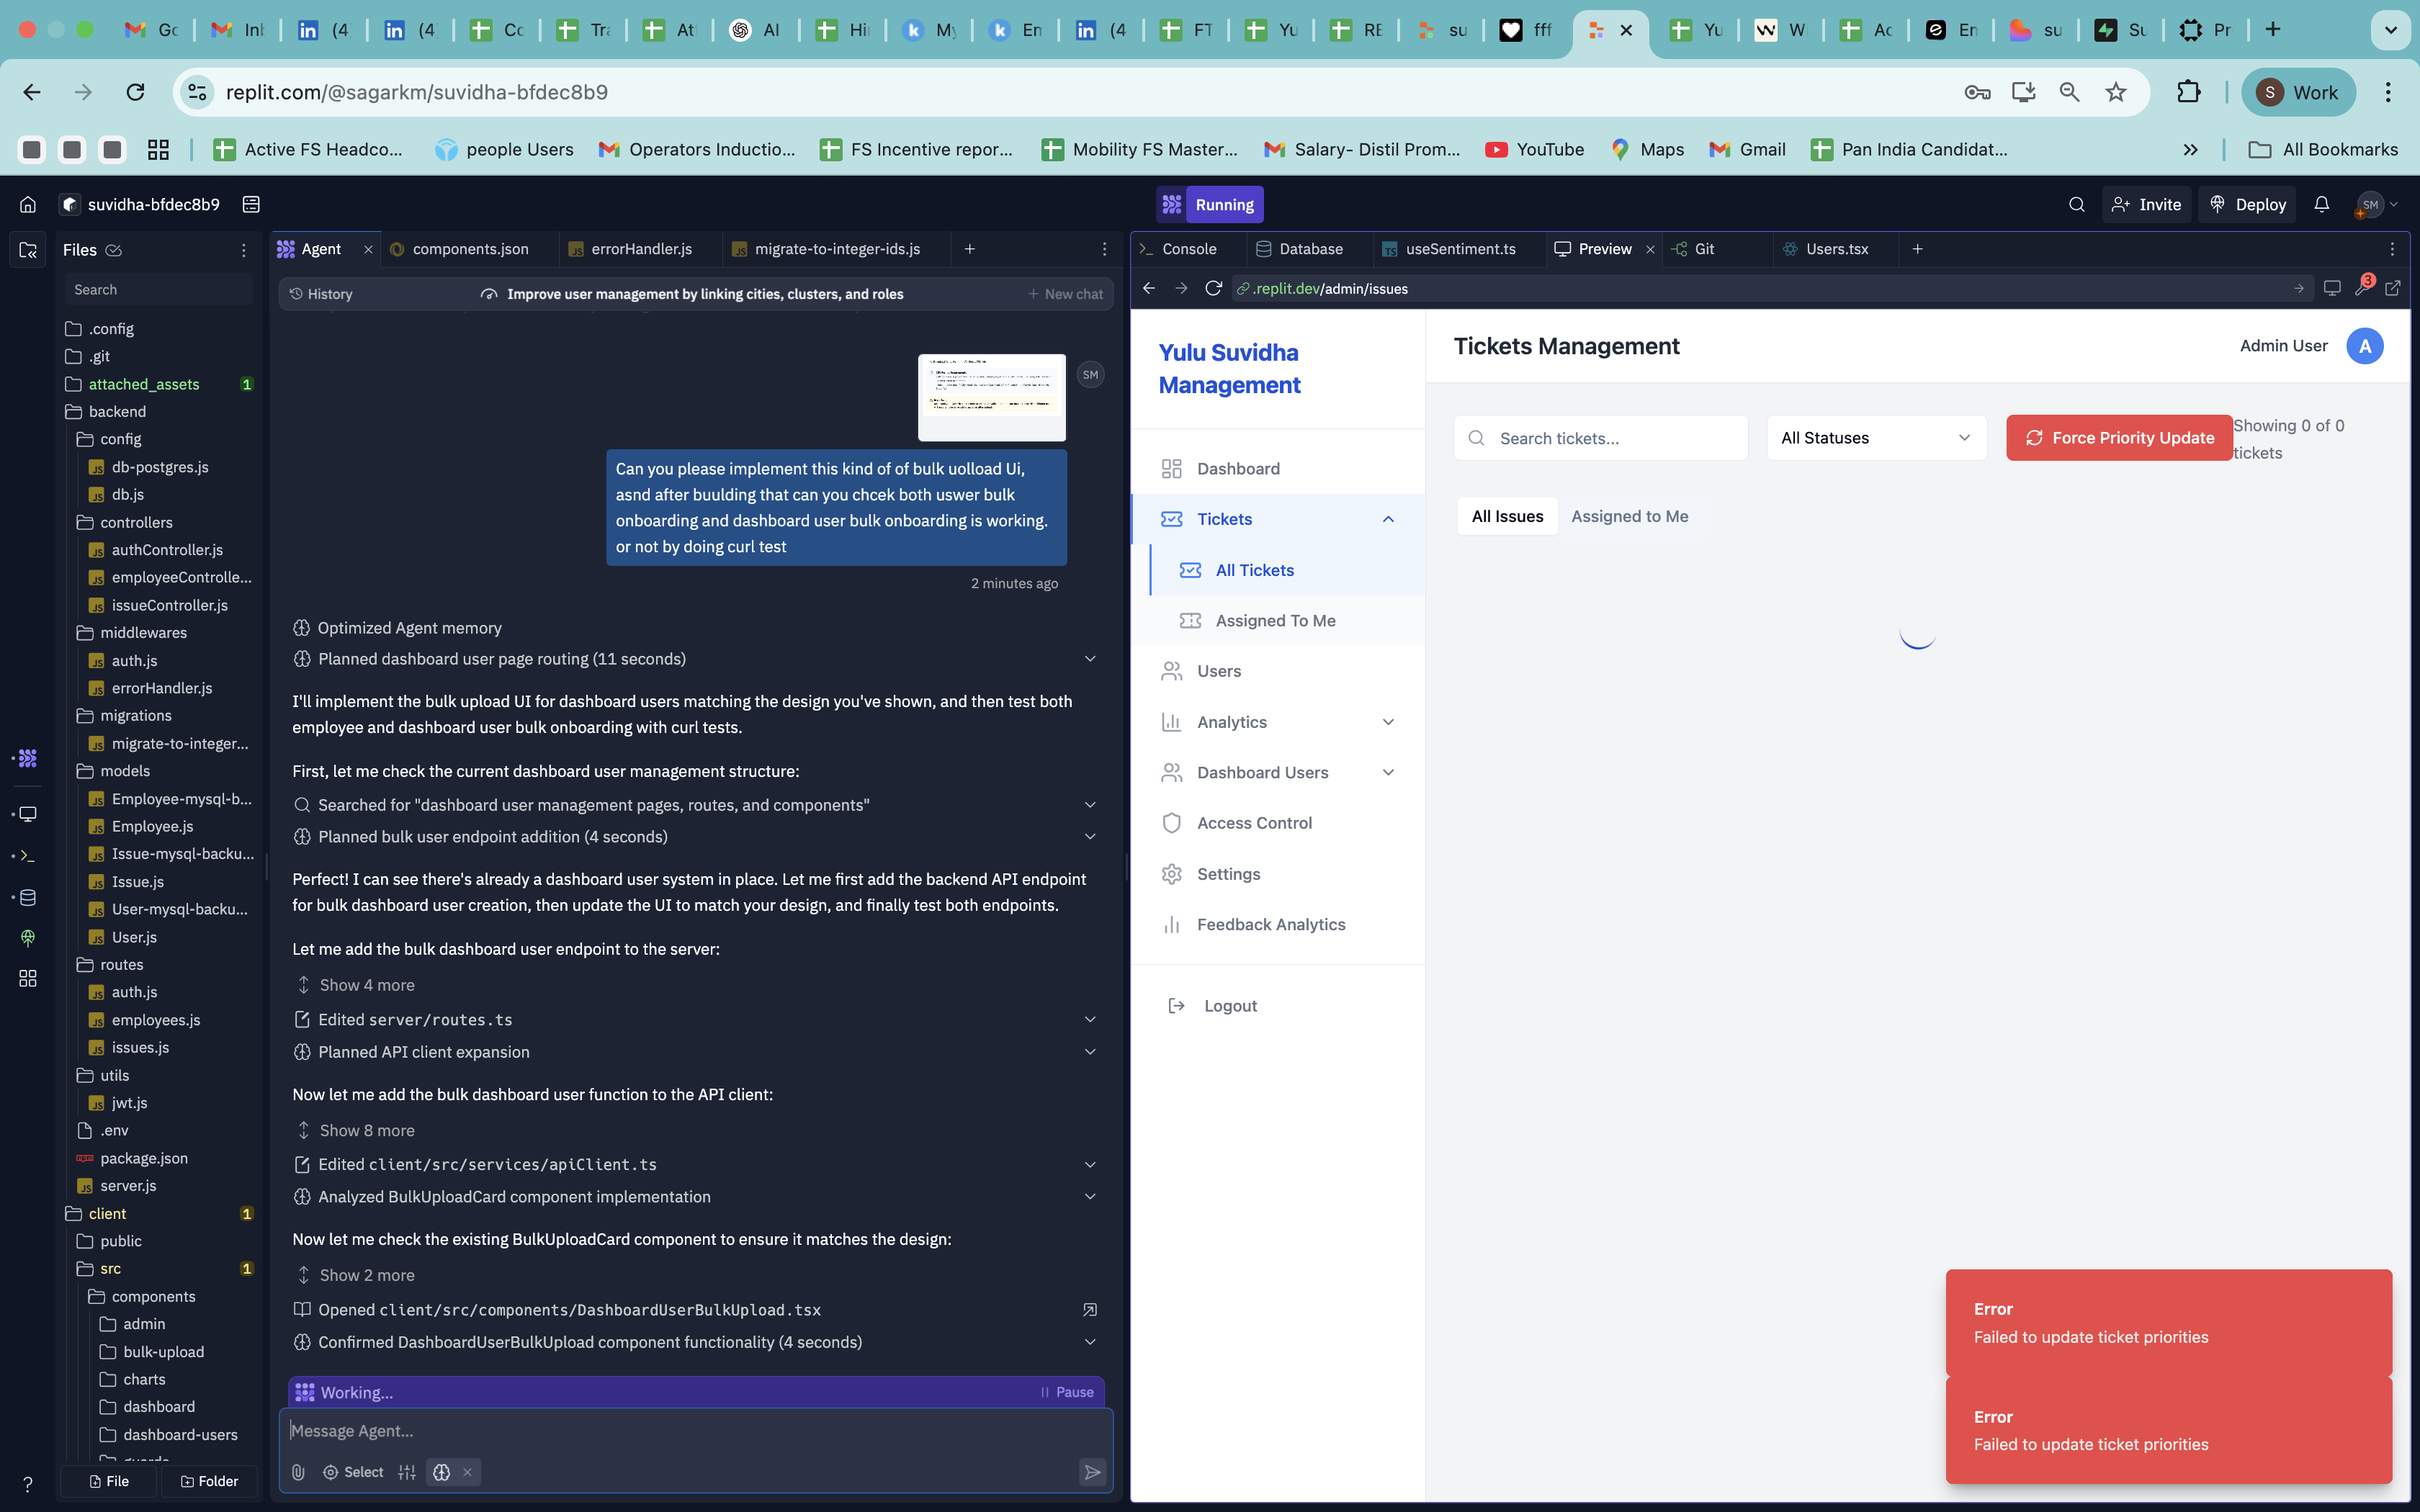 Gc
Inl
(4
(4
Cc
Tra
At
AI
Hi
My
En
(4
FT
Yu
RE
su
fff
Yu
W
Ac
En
su
Su
Pr
replit.com/@sagarkm/suvidha-bfdec8b9
S Work
Active FS Headco...
people Users
Operators Inductio...
FS Incentive repor...
Mobility FS Master...
Salary- Distil Prom...
YouTube
Maps
Gmail
Pan India Candidat...
All Bookmarks
suvidha-bfdec8b9
Running
Invite
Deploy
SM
Files
Search
.config
.git
attached_assets 1
backend
config
db-postgres.js
db.js
controllers
authController.js
employeeControlle...
issueController.js
middlewares
auth.js
errorHandler.js
migrations
migrate-to-integer...
models
Employee-mysql-b...
Employee.js
Issue-mysql-backu...
Issue.js
User-mysql-backu...
User.js
routes
auth.js
employees.js
issues.js
utils
jwt.js
.env
package.json
server.js
client 1
public
src 1
components
admin
bulk-upload
charts
dashboard
dashboard-users
File
Folder
Agent
components.json
errorHandler.js
migrate-to-integer-ids.js
History
Improve user management by linking cities, clusters, and roles
New chat
SM
Can you please implement this kind of of bulk uolload Ui,
asnd after buulding that can you chcek both uswer bulk
onboarding and dashboard user bulk onboarding is working.
or not by doing curl test
2 minutes ago
Optimized Agent memory
Planned dashboard user page routing (11 seconds)
I'll implement the bulk upload UI for dashboard users matching the design you've shown, and then test both
employee and dashboard user bulk onboarding with curl tests.
First, let me check the current dashboard user management structure:
Searched for "dashboard user management pages, routes, and components"
Planned bulk user endpoint addition (4 seconds)
Perfect! I can see there's already a dashboard user system in place. Let me first add the backend API endpoint
for bulk dashboard user creation, then update the UI to match your design, and finally test both endpoints.
Let me add the bulk dashboard user endpoint to the server:
Show 4 more
Edited server/routes.ts
Planned API client expansion
Now let me add the bulk dashboard user function to the API client:
Show 8 more
Edited client/src/services/apiClient.ts
Analyzed BulkUploadCard component implementation
Now let me check the existing BulkUploadCard component to ensure it matches the design:
Show 2 more
Opened client/src/components/DashboardUserBulkUpload.tsx
Confirmed DashboardUserBulkUpload component functionality (4 seconds)
Working...
Pause
Message Agent...
Select
Console
Database
useSentiment.ts
Preview
Git
Users.tsx
.replit.dev/admin/issues
3
Yulu Suvidha
Management
Dashboard
Tickets
All Tickets
Assigned To Me
Users
Analytics
Dashboard Users
Access Control
Settings
Feedback Analytics
Logout
Tickets Management
Admin User
A
Search tickets...
All Statuses
Force Priority Update
Showing 0 of 0
tickets
All Issues
Assigned to Me
Error
Failed to update ticket priorities
Error
Failed to update ticket priorities